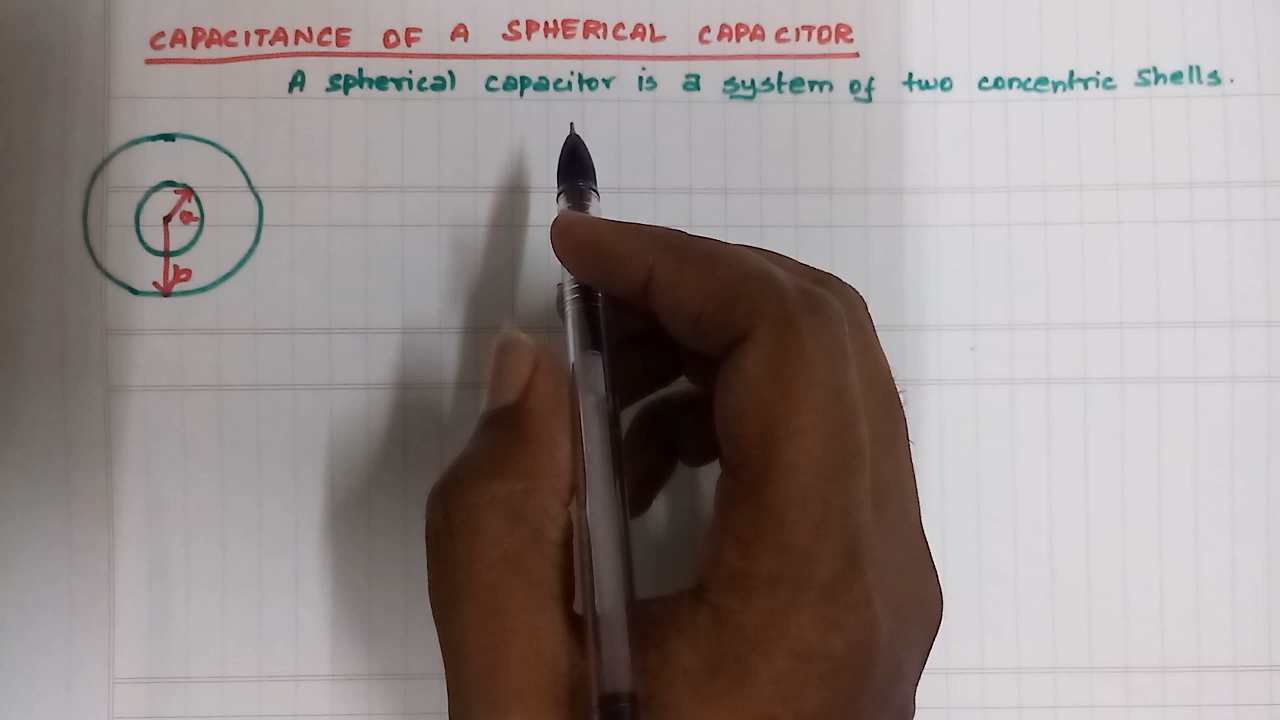 CAPACITANCE OF A SPHERICAL CAPACITOR
A spherical capacitor is a system of two concentric shells.
a
b